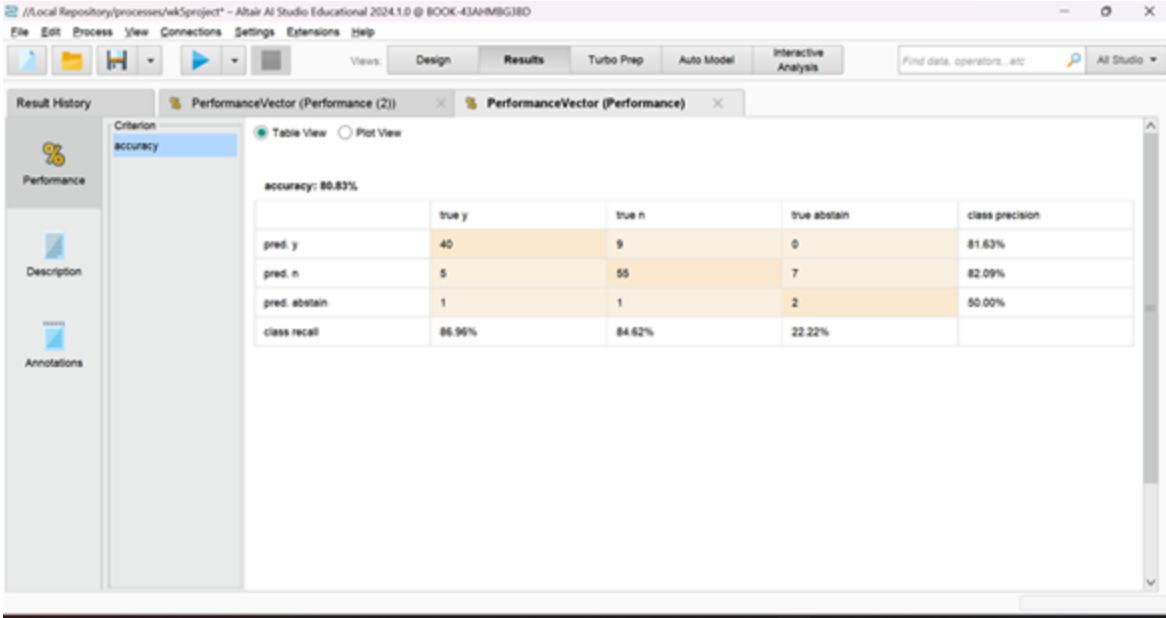 //Local Repository/processes/wk5project* – Altair AI Studio Educational 2024.1.0 @ BOOK-43AHMBG3BD
File Edit Process View Connections Settings Extensions Help
Views: Design Results Turbo Prep Auto Model Interactive Analysis Find data, operators...etc All Studio
Result History PerformanceVector (Performance (2)) PerformanceVector (Performance)
Performance
Description
Annotations
Criterion
accuracy
Table View Plot View
accuracy: 80.83%
true y true n true abstain class precision
pred. y 40 9 0 81.63%
pred. n 5 55 7 82.09%
pred. abstain 1 1 2 50.00%
class recall 86.96% 84.62% 22.22%